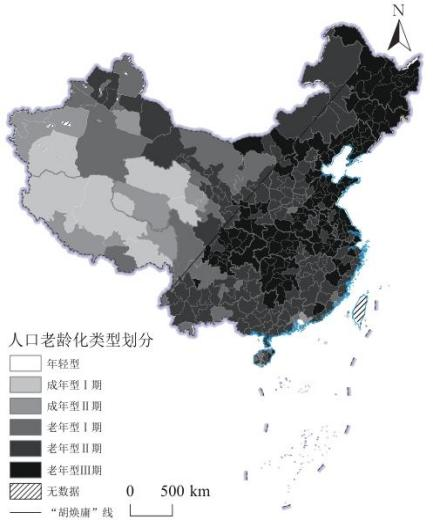 N
人口老龄化类型划分
年轻型
成年型Ⅰ期
成年型Ⅱ期
老年型Ⅰ期
老年型Ⅱ期
老年型Ⅲ期
无数据
“胡焕庸”线
0 500 km